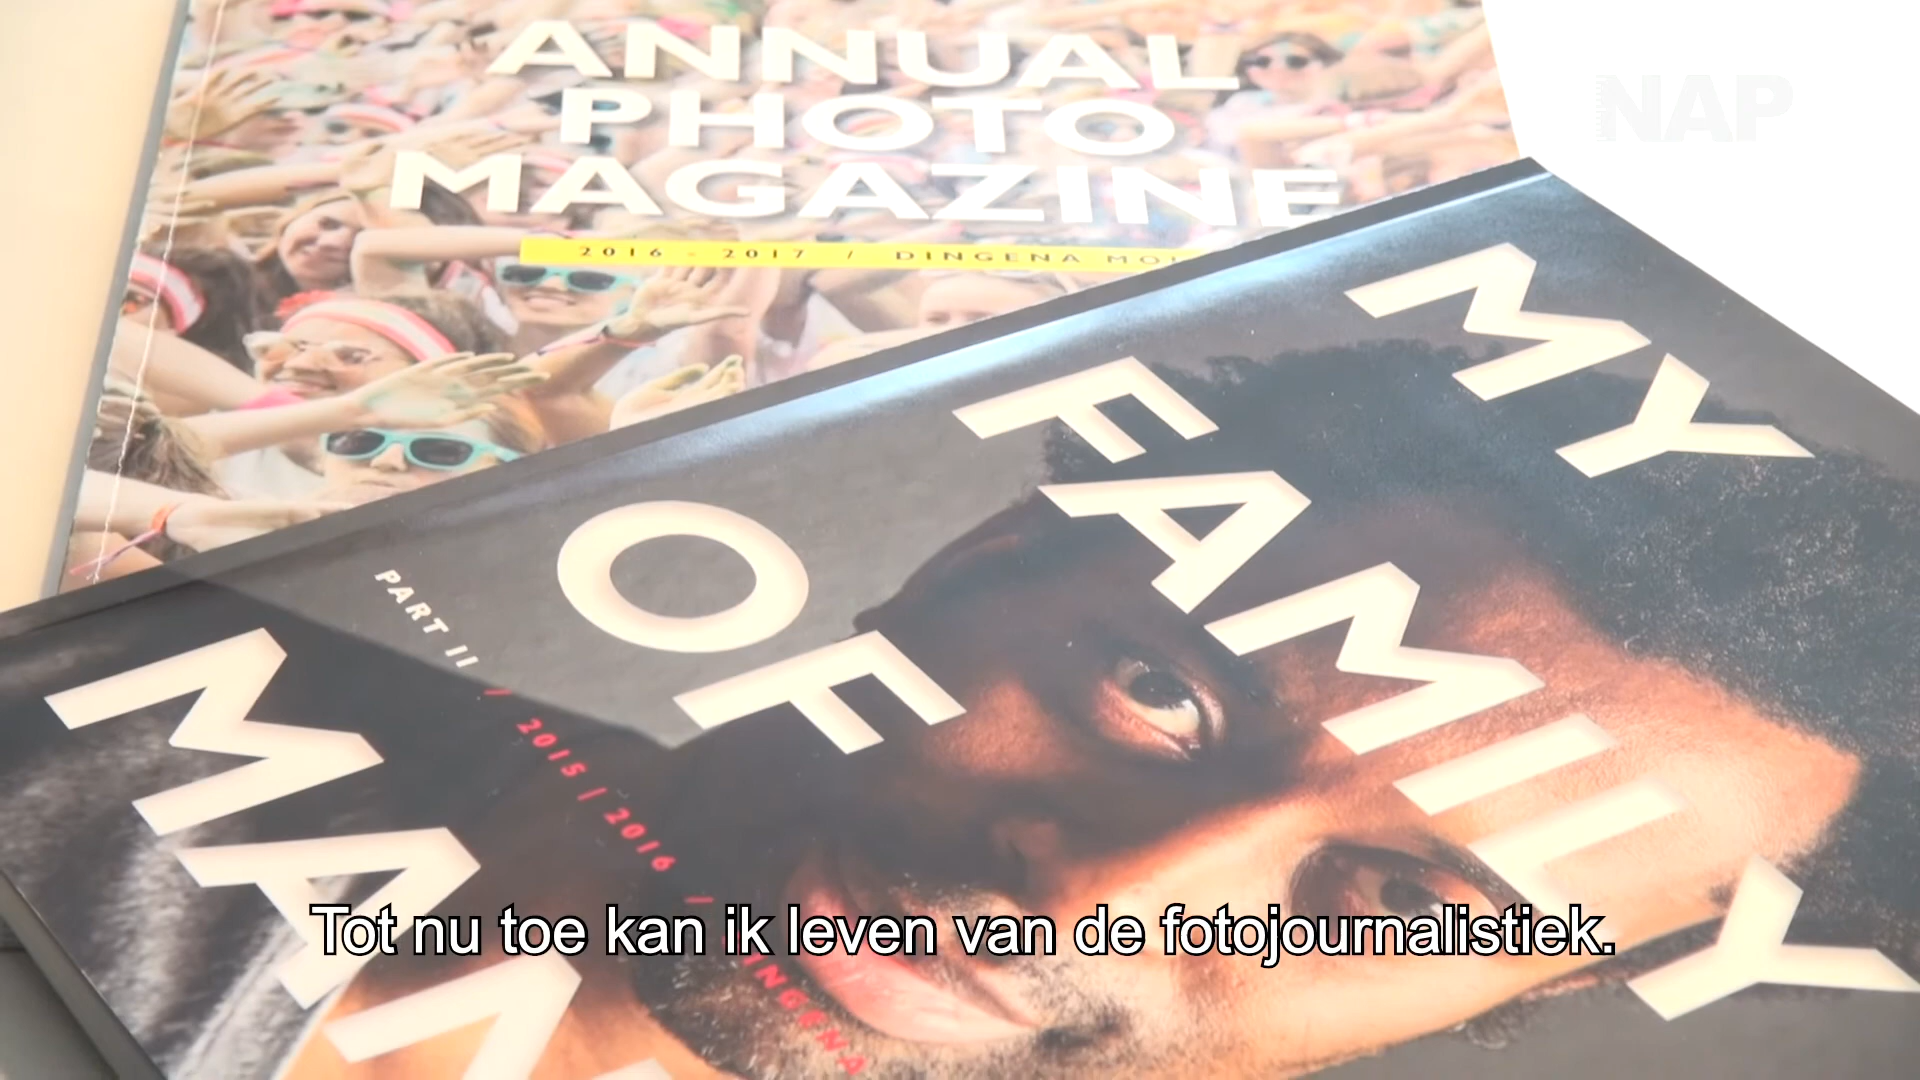 ANNUAL
PHOTO
MAGAZINE
2016 - 2017 / DINGENA
NAP
MY
FAMILY
OF
MAN
PART II / 2015 | 2016 / DINGENA
Tot nu toe kan ik leven van de fotojournalistiek.